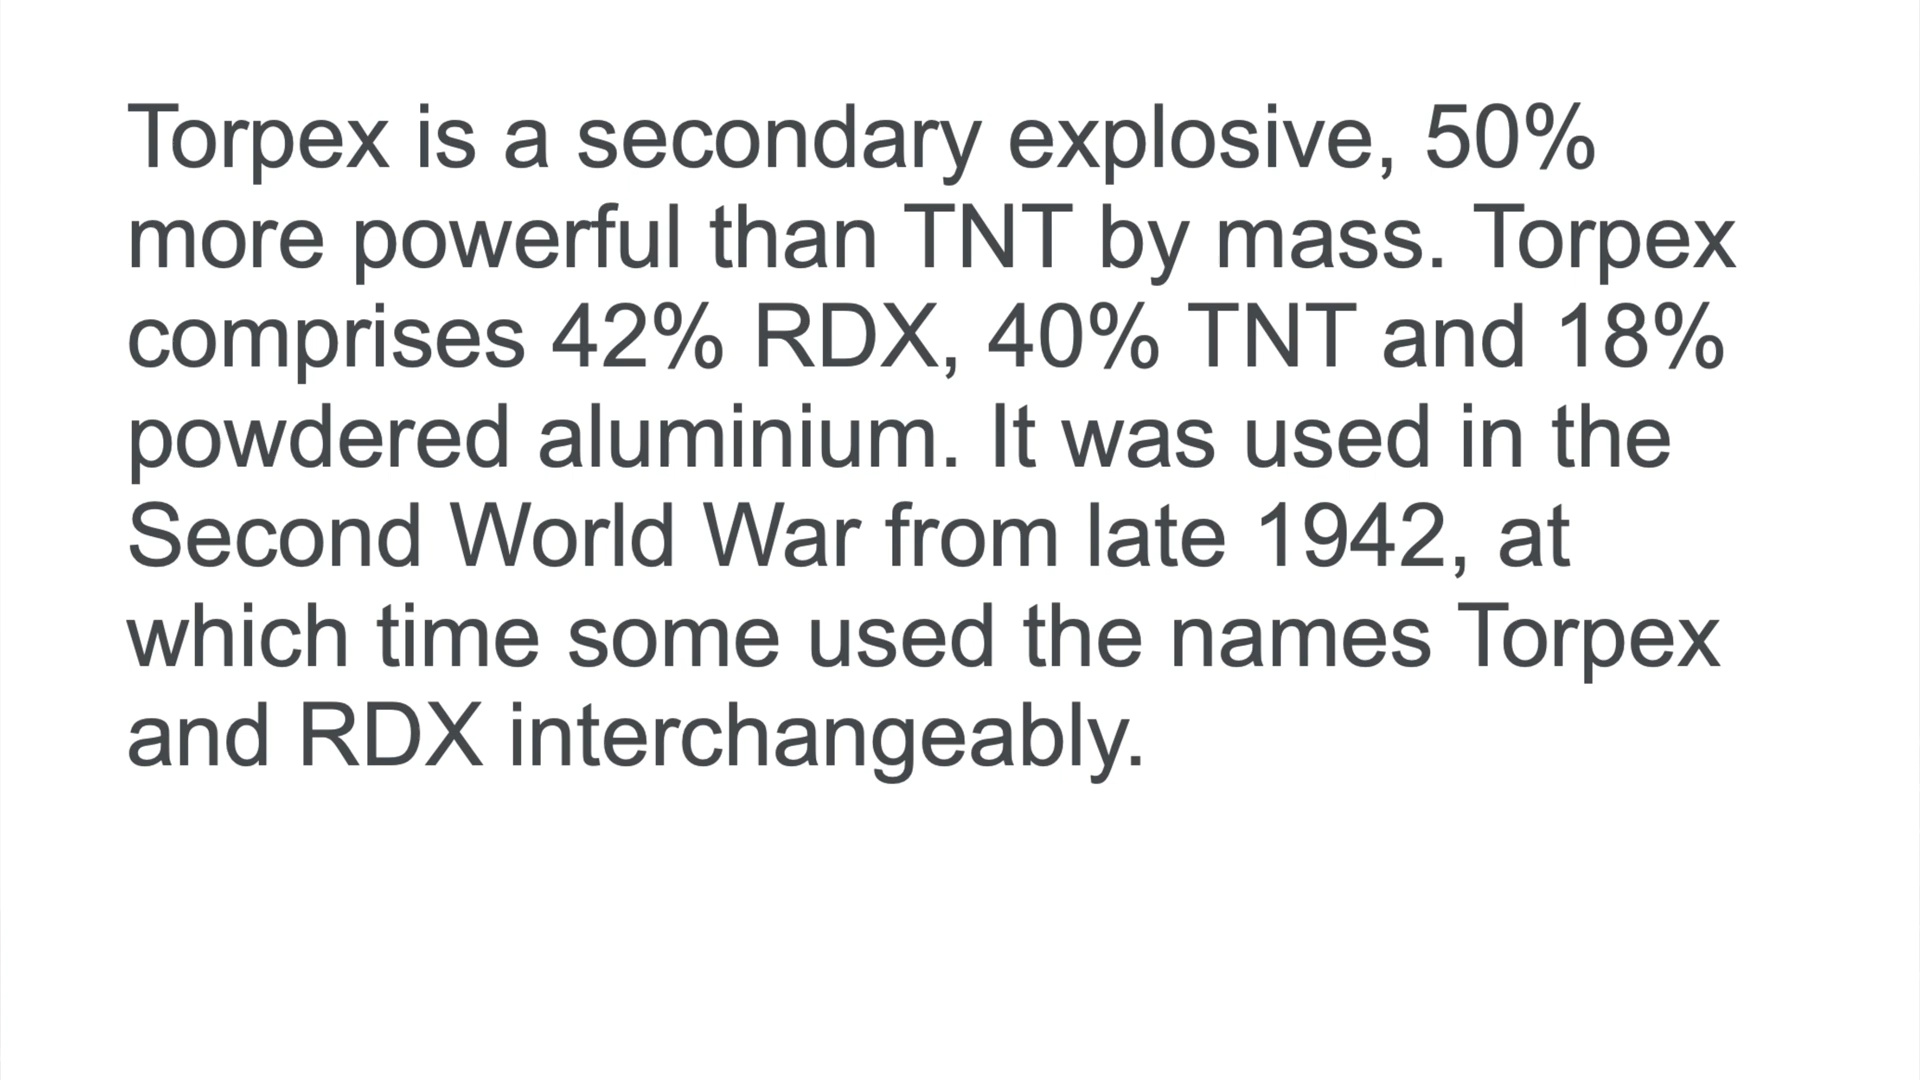 Torpex is a secondary explosive, 50%
more powerful than TNT by mass. Torpex
comprises 42% RDX, 40% TNT and 18%
powdered aluminium. It was used in the
Second World War from late 1942, at
which time some used the names Torpex
and RDX interchangeably.